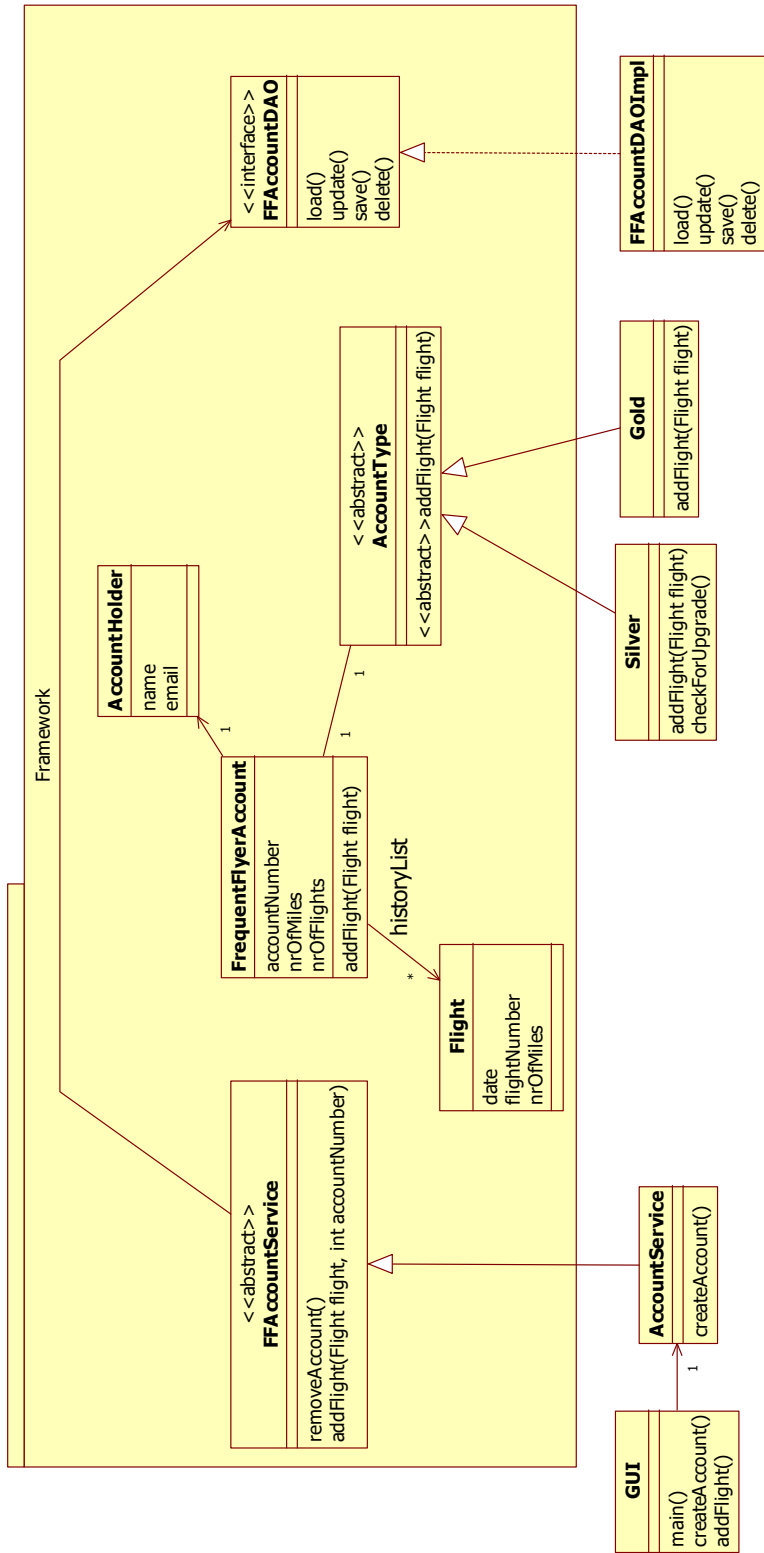 Framework
<<abstract>>
FFAccountService
removeAccount()
addFlight(Flight flight, int accountNumber)
FrequentFlyerAccount
accountNumber
nrOfMiles
nrOfFlights
addFlight(Flight flight)
1
AccountHolder
name
email
1
1
<<abstract>>
AccountType
<<abstract>>addFlight(Flight flight)
<<interface>>
FFAccountDAO
load()
update()
save()
delete()
historyList
*
Flight
date
flightNumber
nrOfMiles
GUI
main()
createAccount()
addFlight()
1
AccountService
createAccount()
Silver
addFlight(Flight flight)
checkForUpgrade()
Gold
addFlight(Flight flight)
FFAccountDAOImpl
load()
update()
save()
delete()